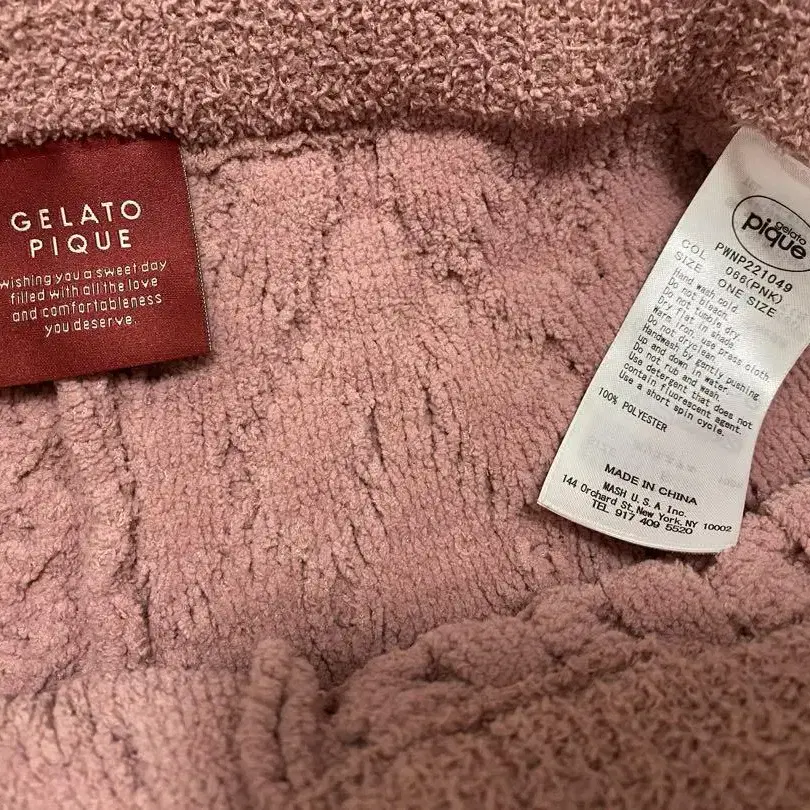 GELATO
PIQUE
wishing you a sweet day
filled with all the love
and comfortableness
you deserve.
gelato
pique
PWNP221049
COL 066(PNK)
SIZE ONE SIZE
Hand wash cold.
Do not bleach.
Do not tumble dry.
Dry flat in shade.
Warm iron, use press cloth.
Do not dryclean.
Handwash by gently pushing
up and down in water.
Do not rub and wash.
Use detergent that does not
contain fluorescent agent.
Use a short spin cycle.
100% POLYESTER
MADE IN CHINA
MASH U.S.A Inc.
144 Orchard St, New York, NY 10002
TEL 917 409 5520